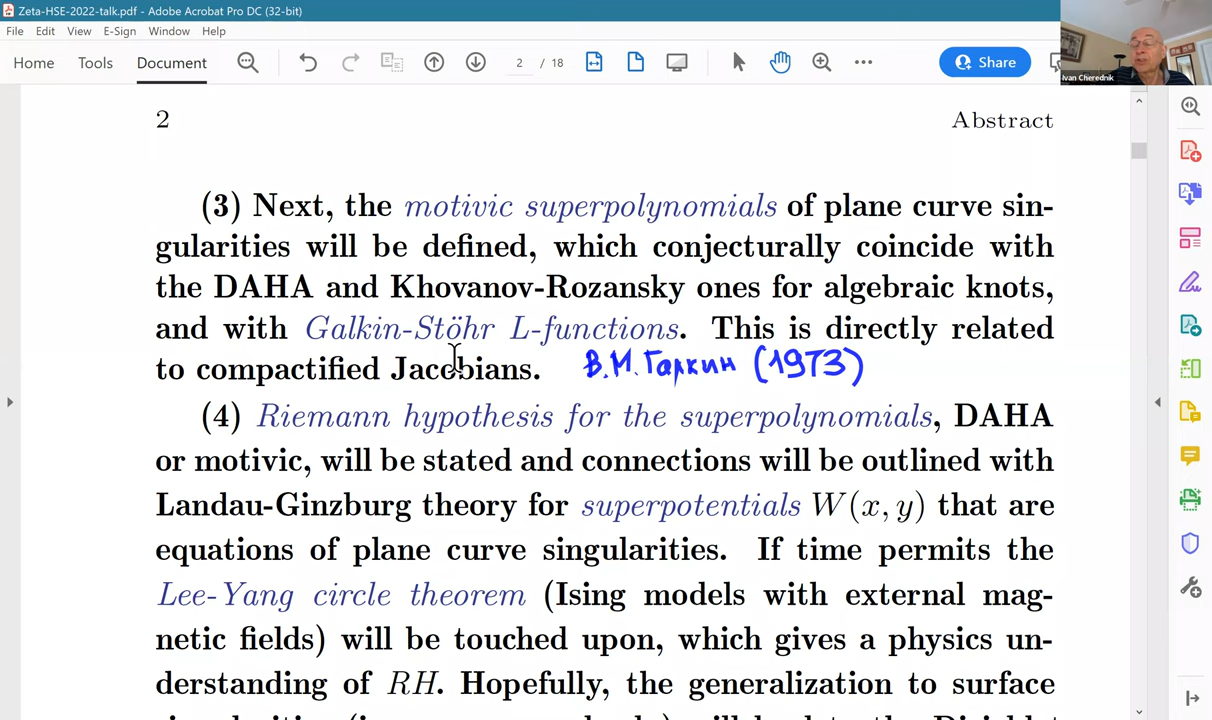 Zeta-HSE-2022-talk.pdf - Adobe Acrobat Pro DC (32-bit)
File Edit View E-Sign Window Help
Home Tools Document 2 / 18 Share
Ivan Cherednik
2 Abstract
(3) Next, the motivic superpolynomials of plane curve sin-
gularities will be defined, which conjecturally coincide with
the DAHA and Khovanov-Rozansky ones for algebraic knots,
and with Galkin-Stöhr L-functions. This is directly related
to compactified Jacobians. В.М.Галкин (1973)
(4) Riemann hypothesis for the superpolynomials, DAHA
or motivic, will be stated and connections will be outlined with
Landau-Ginzburg theory for superpotentials W(x, y) that are
equations of plane curve singularities. If time permits the
Lee-Yang circle theorem (Ising models with external mag-
netic fields) will be touched upon, which gives a physics un-
derstanding of RH. Hopefully, the generalization to surface